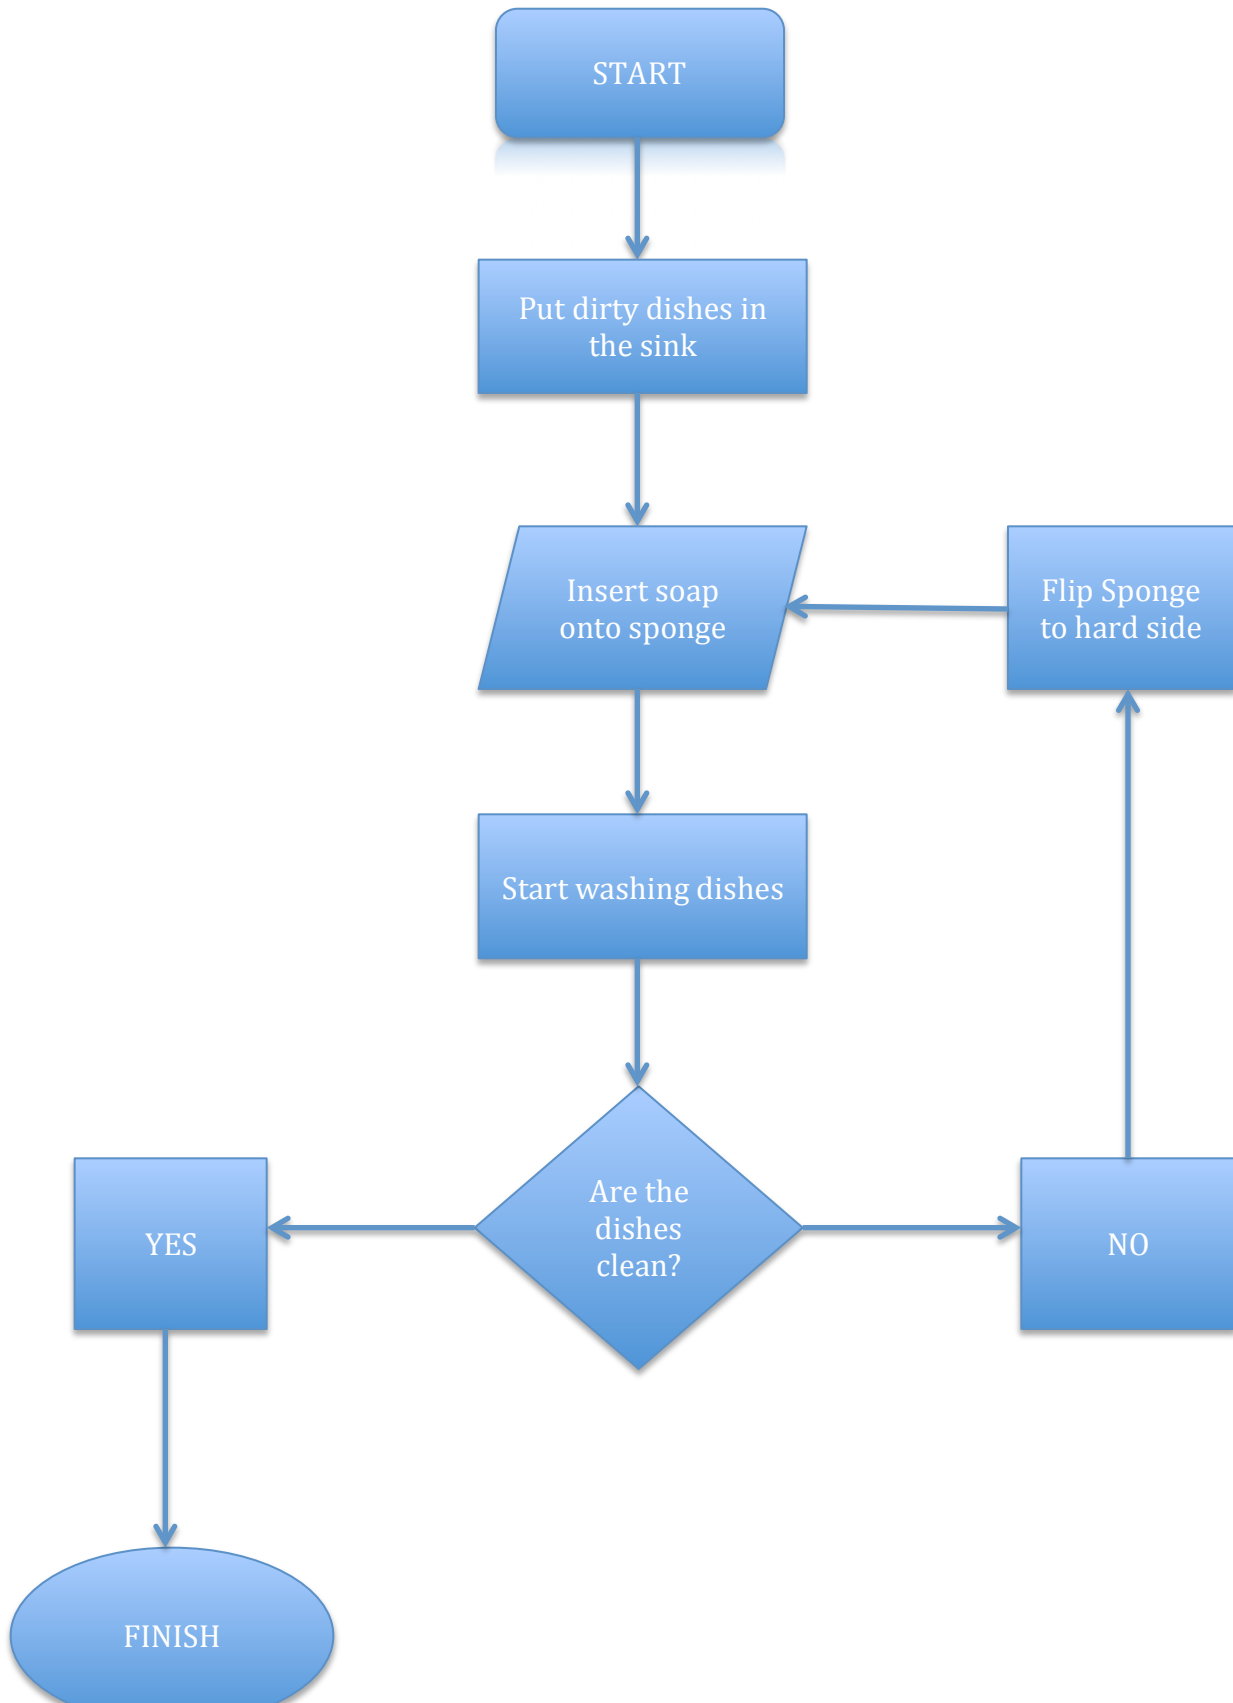 START
Put dirty dishes in
the sink
Insert soap
onto sponge
Flip Sponge
to hard side
Start washing dishes
Are the
dishes
clean?
YES
NO
FINISH